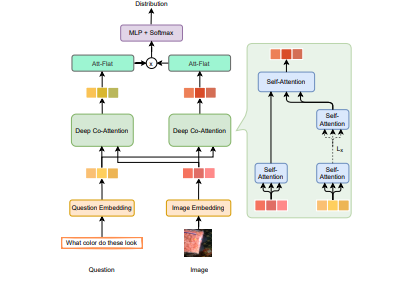 Distribution
MLP + Softmax
Att-Flat
x
Att-Flat
Deep Co-Attention
Deep Co-Attention
Question Embedding
Image Embedding
What color do these look
Question
Image
Self-Attention
Self-
Attention
Lx
Self-
Attention
Self-
Attention